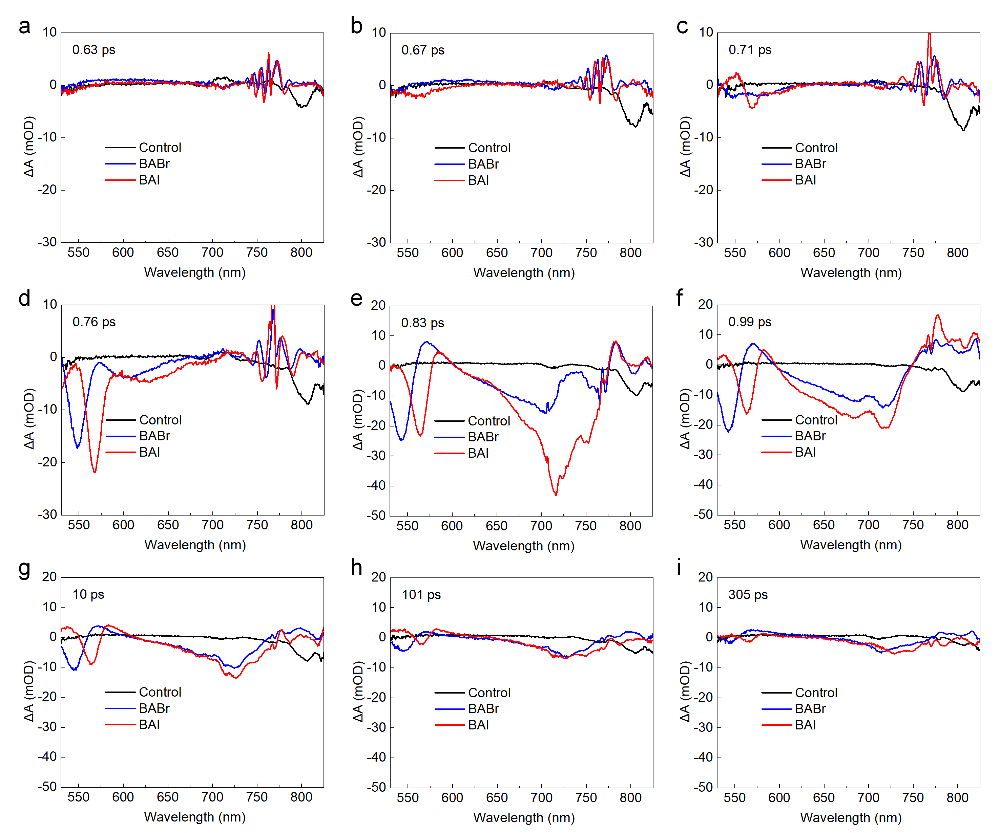 a
10
0
-10
-20
-30
ΔA (mOD)
0.63 ps
Control
BABr
BAI
550 600 650 700 750 800
Wavelength (nm)
b
10
0
-10
-20
-30
ΔA (mOD)
0.67 ps
Control
BABr
BAI
550 600 650 700 750 800
Wavelength (nm)
c
10
0
-10
-20
-30
ΔA (mOD)
0.71 ps
Control
BABr
BAI
550 600 650 700 750 800
Wavelength (nm)
d
10
0
-10
-20
-30
ΔA (mOD)
0.76 ps
Control
BABr
BAI
550 600 650 700 750 800
Wavelength (nm)
e
20
10
0
-10
-20
-30
-40
-50
ΔA (mOD)
0.83 ps
Control
BABr
BAI
550 600 650 700 750 800
Wavelength (nm)
f
20
10
0
-10
-20
-30
-40
-50
ΔA (mOD)
0.99 ps
Control
BABr
BAI
550 600 650 700 750 800
Wavelength (nm)
g
20
10
0
-10
-20
-30
-40
-50
ΔA (mOD)
10 ps
Control
BABr
BAI
550 600 650 700 750 800
Wavelength (nm)
h
20
10
0
-10
-20
-30
-40
-50
ΔA (mOD)
101 ps
Control
BABr
BAI
550 600 650 700 750 800
Wavelength (nm)
i
20
10
0
-10
-20
-30
-40
-50
ΔA (mOD)
305 ps
Control
BABr
BAI
550 600 650 700 750 800
Wavelength (nm)